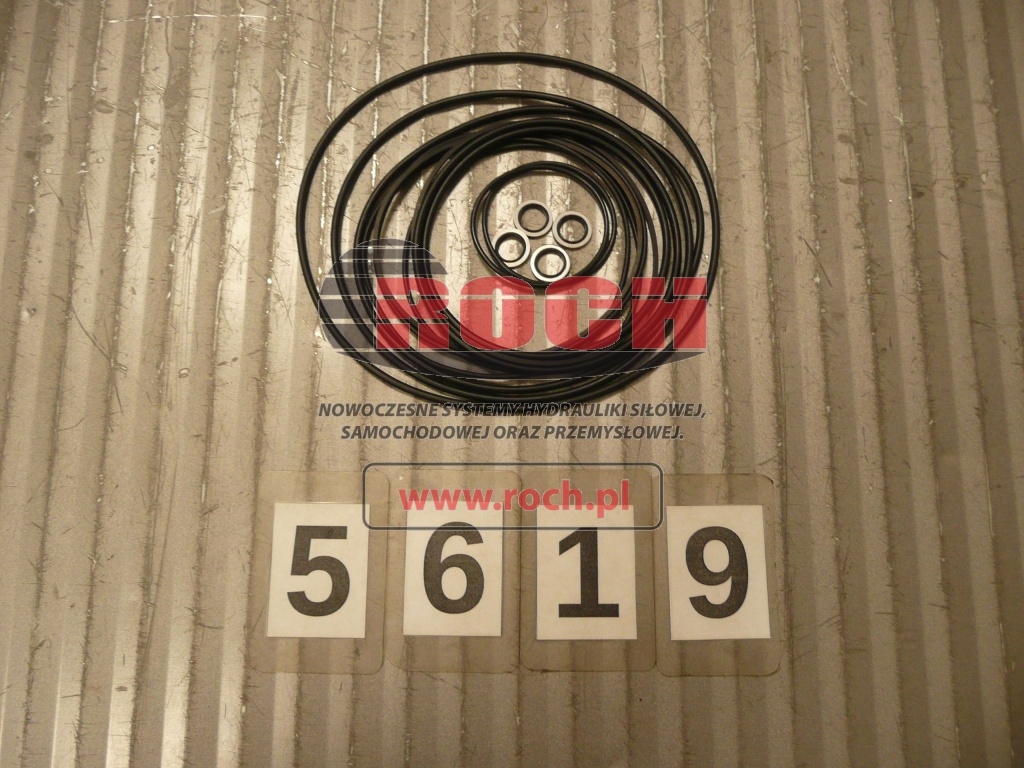 ROCH
NOWOCZESNE SYSTEMY HYDRAULIKI SIŁOWEJ,
SAMOCHODOWEJ ORAZ PRZEMYSŁOWEJ.
www.roch.pl
5 6 1 9